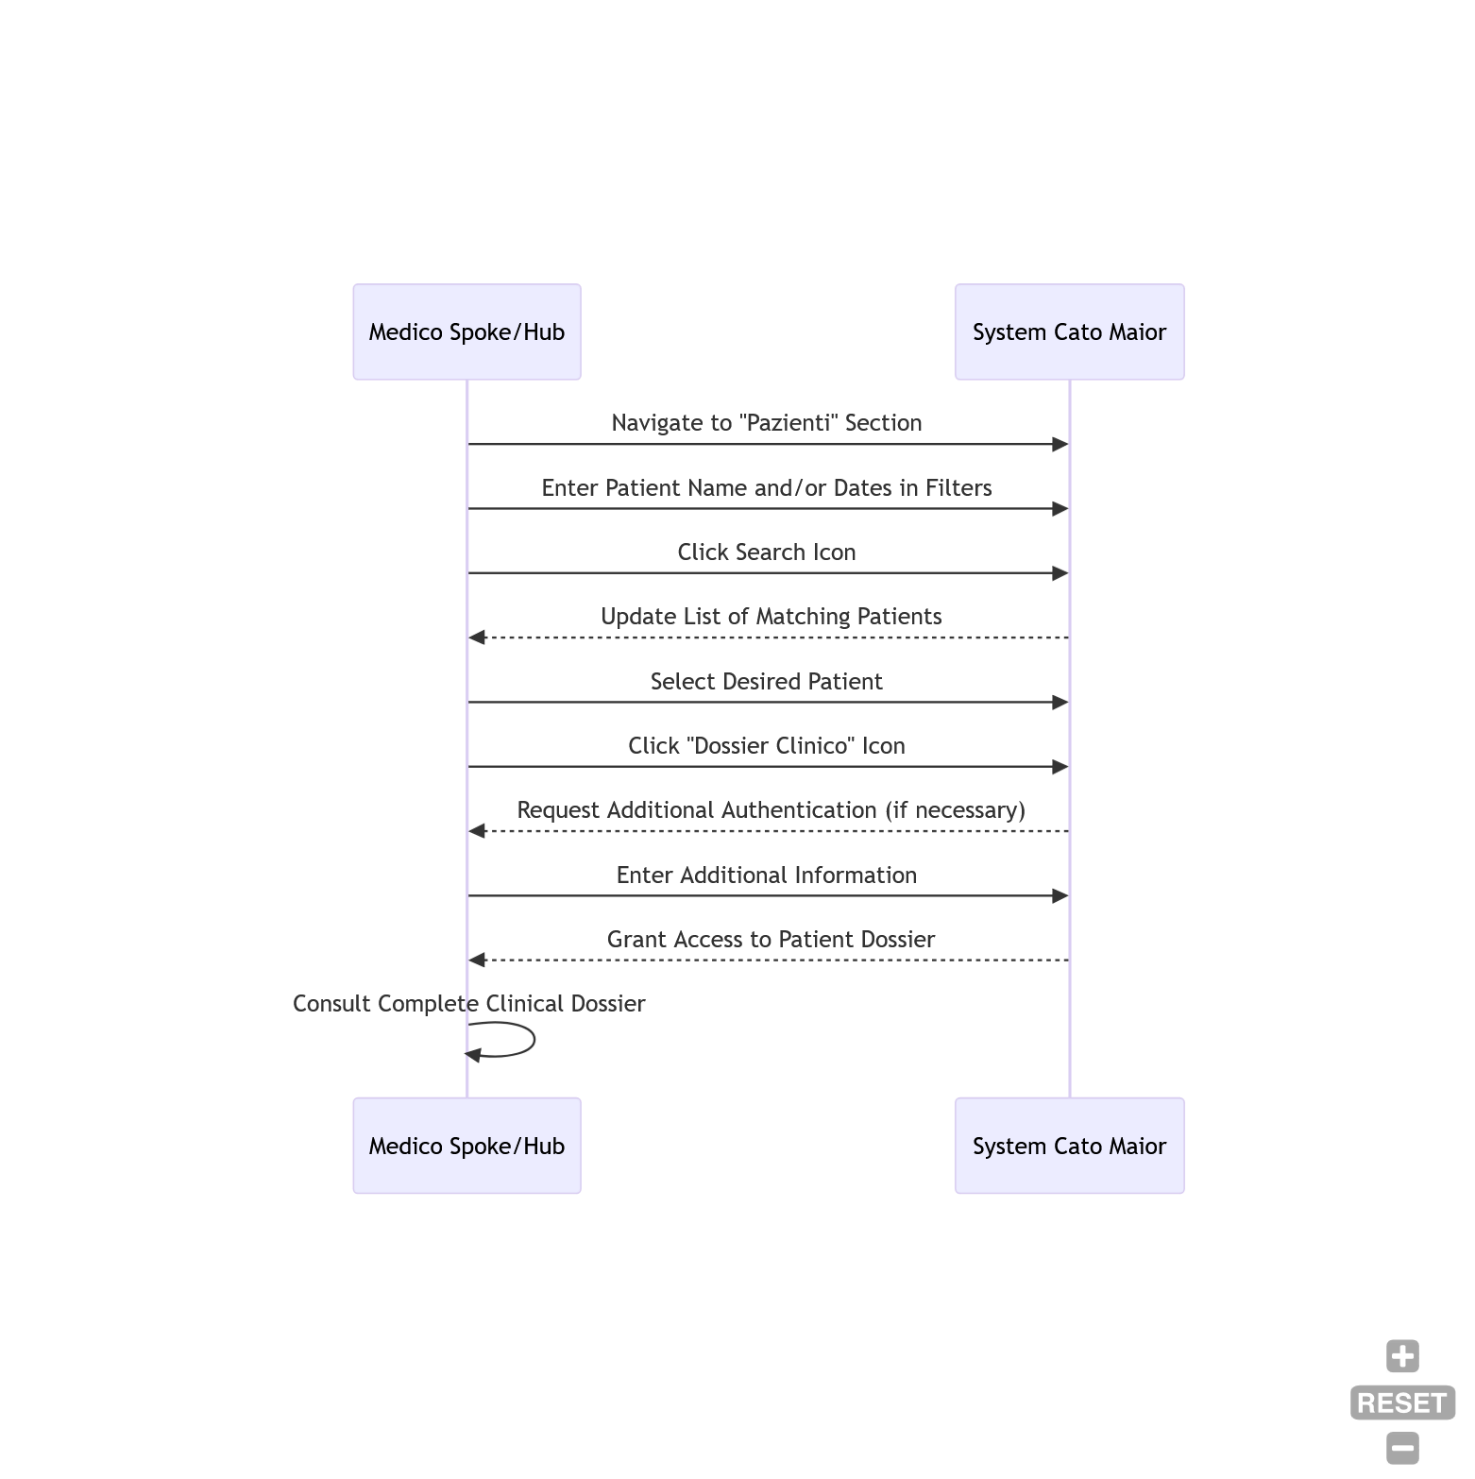 Medico Spoke/Hub
System Cato Maior
Navigate to "Pazienti" Section
Enter Patient Name and/or Dates in Filters
Click Search Icon
Update List of Matching Patients
Select Desired Patient
Click "Dossier Clinico" Icon
Request Additional Authentication (if necessary)
Enter Additional Information
Grant Access to Patient Dossier
Consult Complete Clinical Dossier
Medico Spoke/Hub
System Cato Maior
RESET